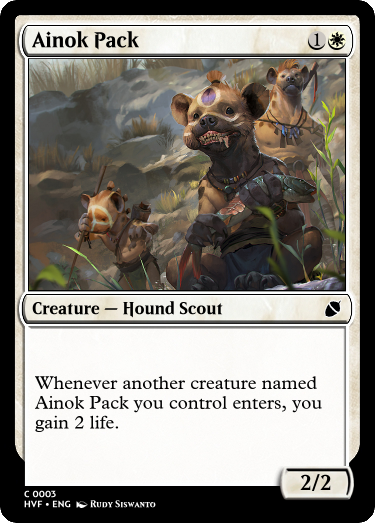 Ainok Pack 1
Creature — Hound Scout
Whenever another creature named
Ainok Pack you control enters, you
gain 2 life.
2/2
C 0003
HVF • ENG Rudy Siswanto